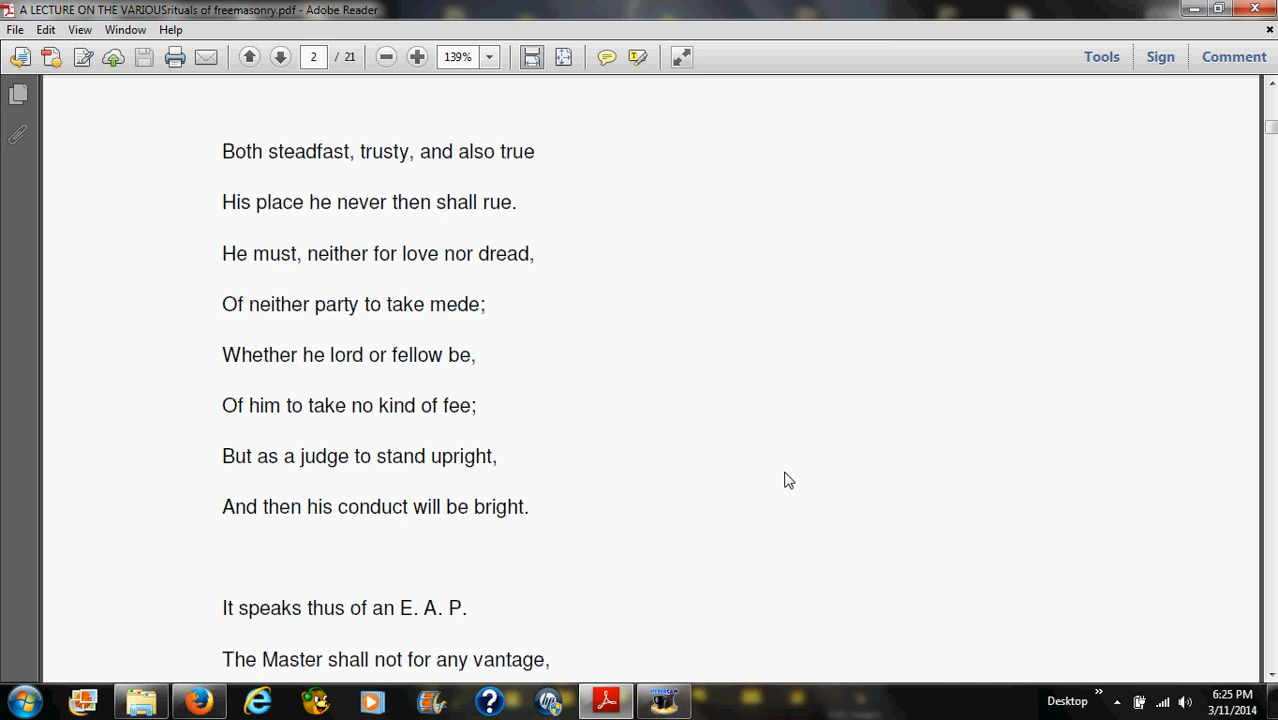 A LECTURE ON THE VARIOUSrituals of freemasonry.pdf - Adobe Reader
File Edit View Window Help
2 / 21 139% Tools Sign Comment
Both steadfast, trusty, and also true
His place he never then shall rue.
He must, neither for love nor dread,
Of neither party to take mede;
Whether he lord or fellow be,
Of him to take no kind of fee;
But as a judge to stand upright,
And then his conduct will be bright.
It speaks thus of an E. A. P.
The Master shall not for any vantage,
Desktop
6:25 PM
3/11/2014